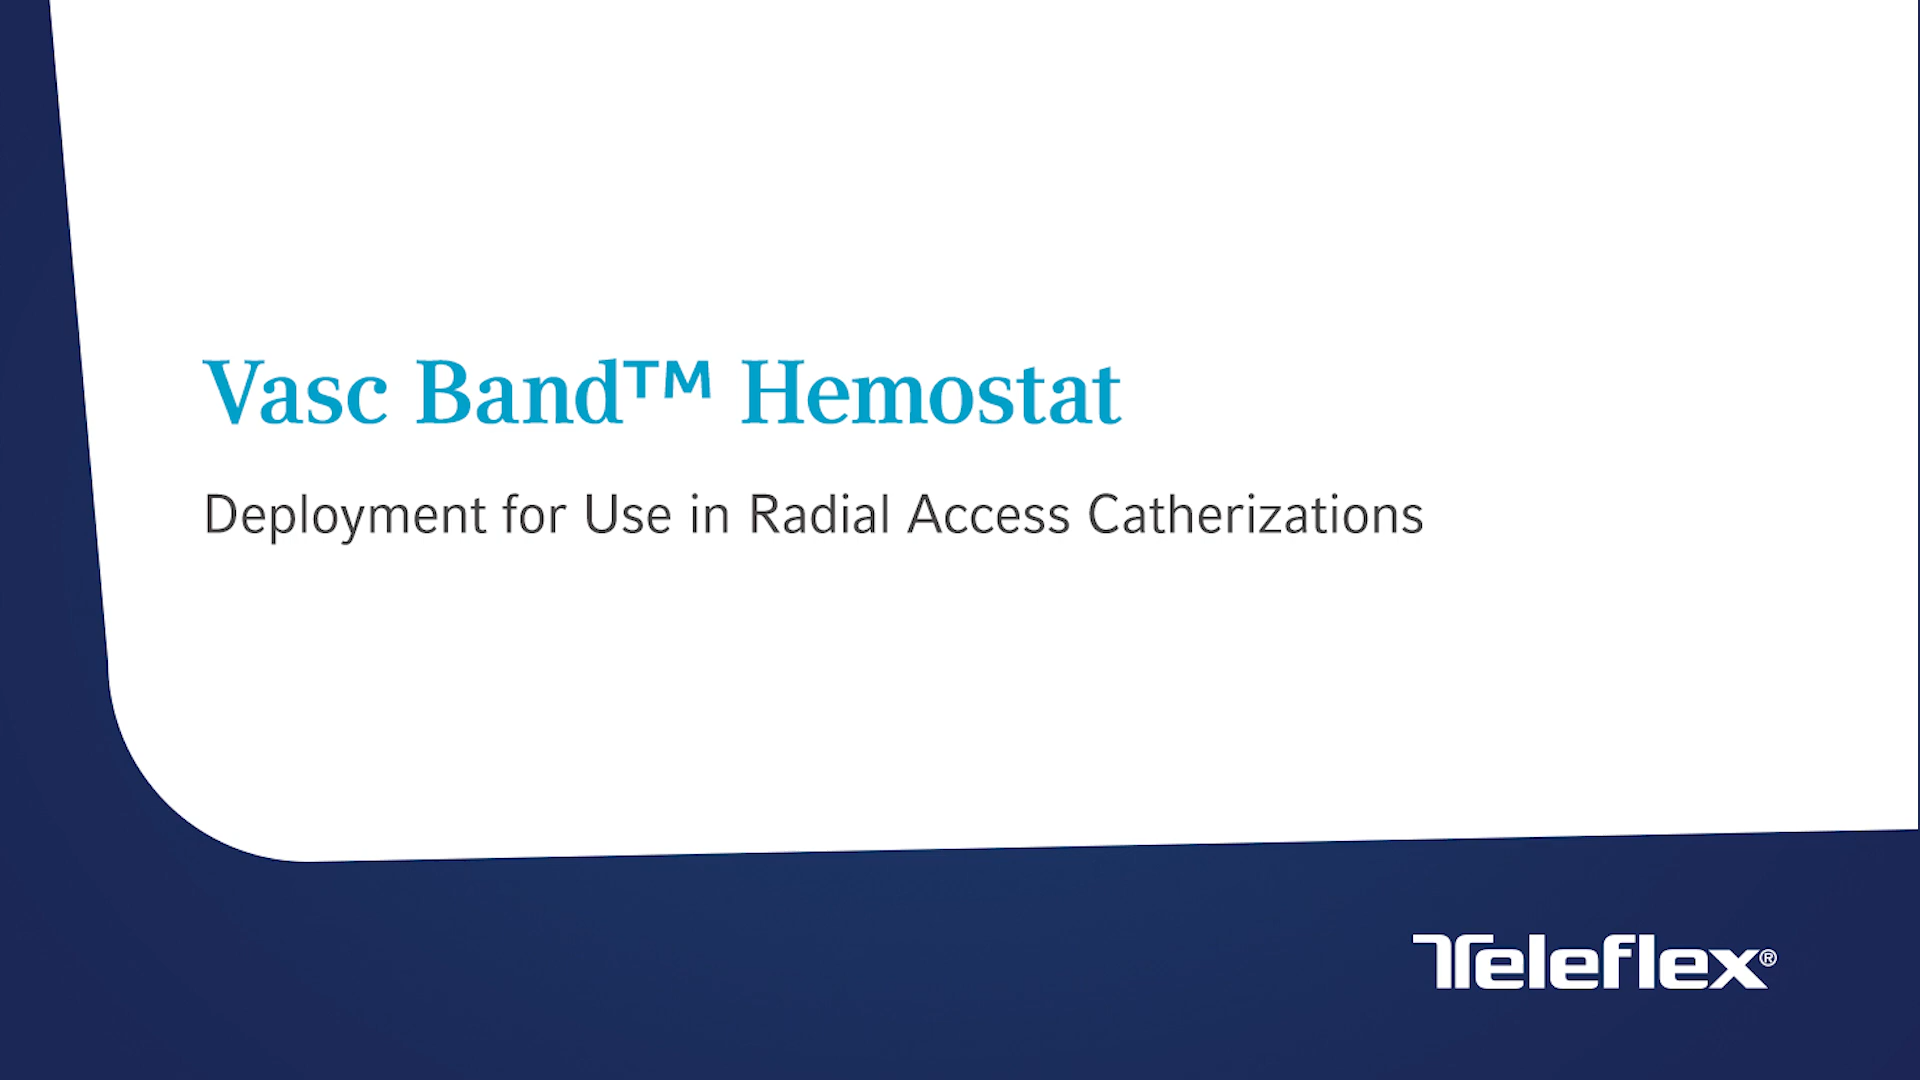 Vasc Band™ Hemostat
Deployment for Use in Radial Access Catherizations
Teleflex®